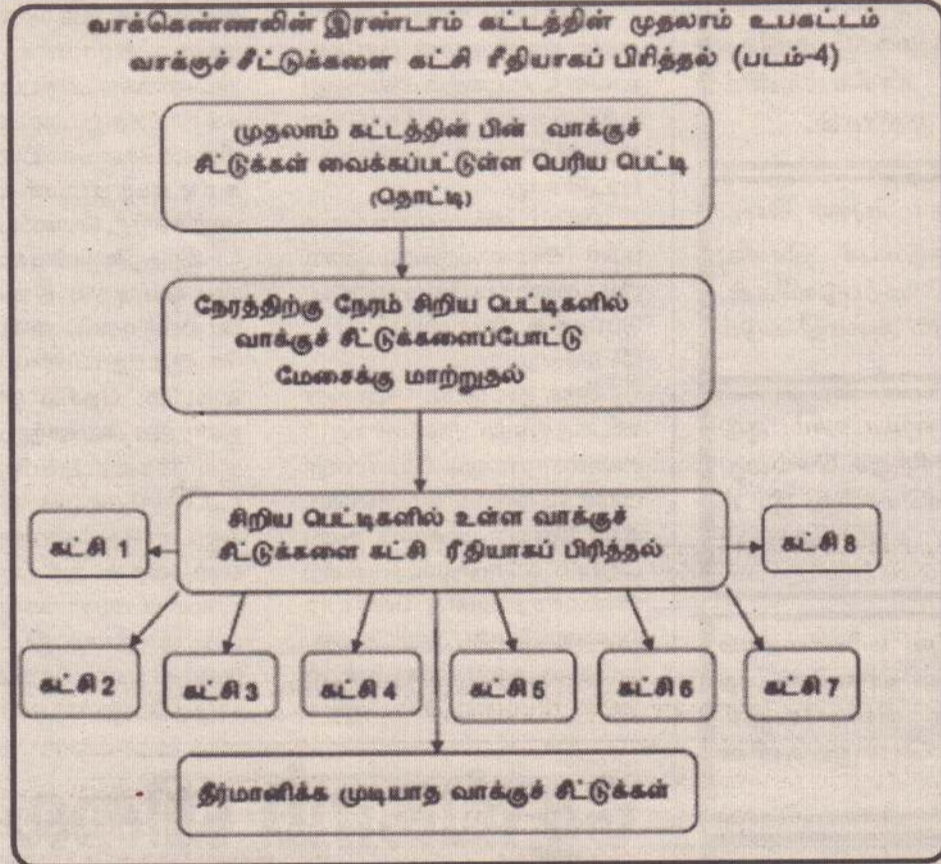 வாக்கெண்ணலின் இரண்டாம் கட்டத்தின் முதலாம் உபகட்டம்
வாக்குச் சீட்டுக்களை கட்சி ரீதியாகப் பிரித்தல் (படம்-4)
முதலாம் கட்டத்தின் பின் வாக்குச்
சீட்டுக்கள் வைக்கப்பட்டுள்ள பெரிய பெட்டி
(தொட்டி)
நேரத்திற்கு நேரம் சிறிய பெட்டிகளில்
வாக்குச் சீட்டுக்களைப்போட்டு
மேசைக்கு மாற்றுதல்
சிறிய பெட்டிகளில் உள்ள வாக்குச்
சீட்டுக்களை கட்சி ரீதியாகப் பிரித்தல்
கட்சி 1
கட்சி 8
கட்சி 2
கட்சி 3
கட்சி 4
கட்சி 5
கட்சி 6
கட்சி 7
தீர்மானிக்க முடியாத வாக்குச் சீட்டுக்கள்